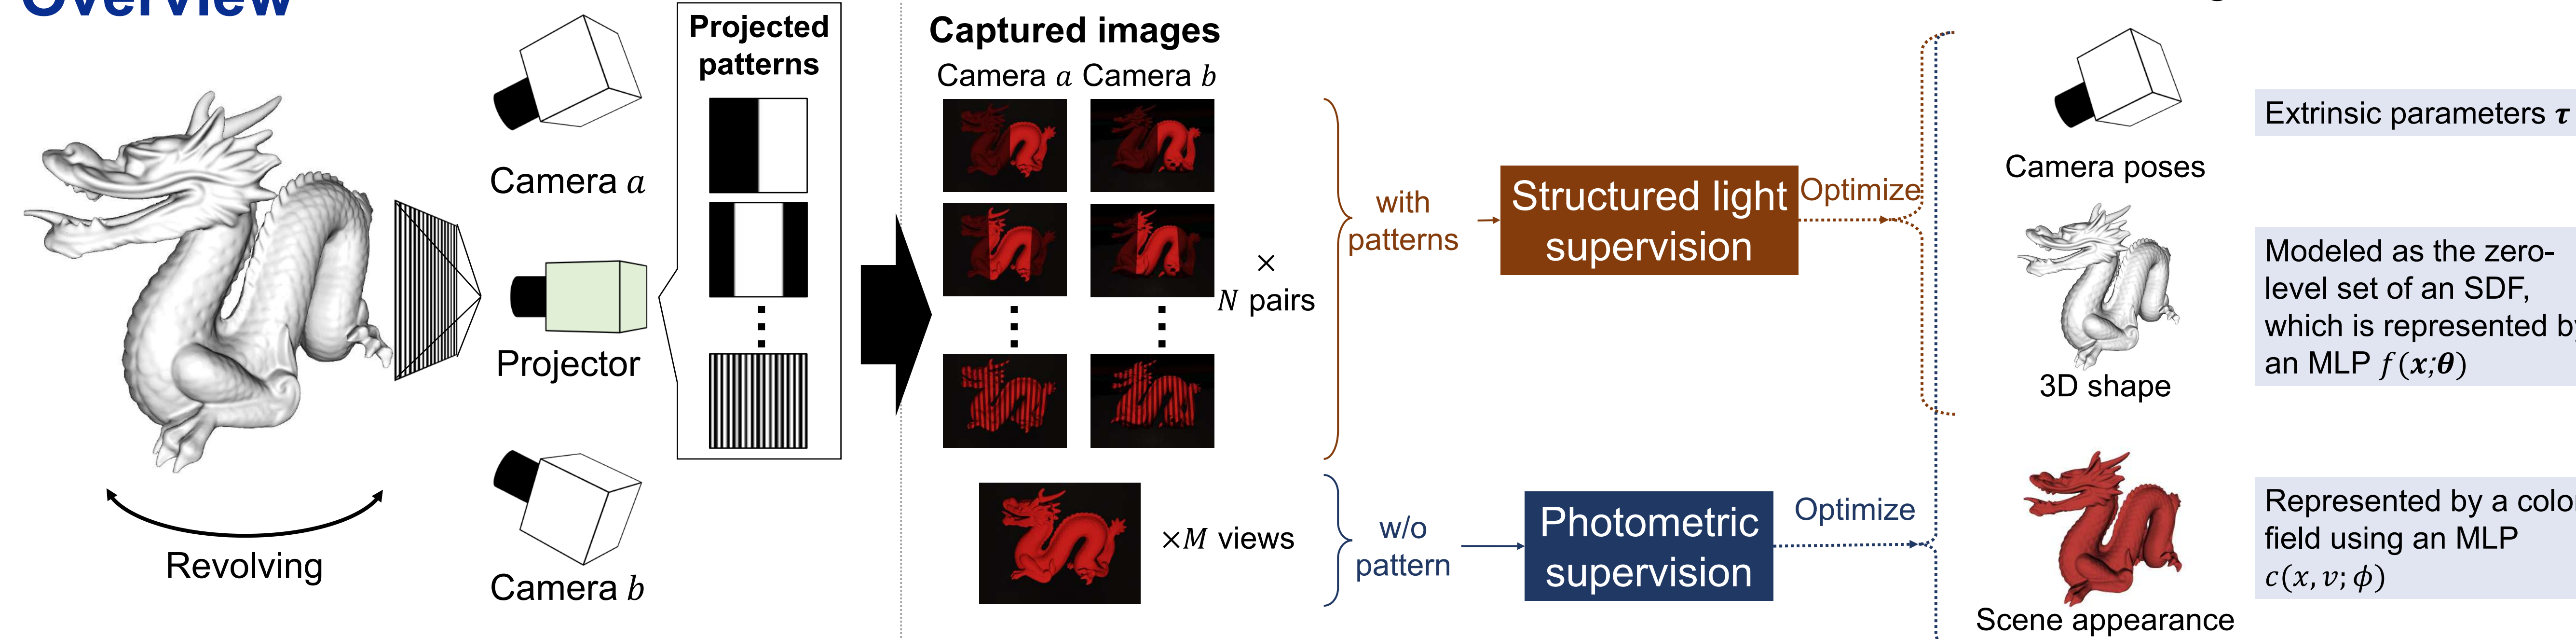 Overview
Projected
patterns
Camera a
Projector
Camera b
Revolving
Captured images
Camera a Camera b
×
N pairs
×M views
with
patterns
w/o
pattern
Structured light
supervision
Photometric
supervision
Optimize
Optimize
Camera poses
3D shape
Scene appearance
Extrinsic parameters τ
Modeled as the zero-
level set of an SDF,
which is represented
an MLP f(x;θ)
Represented by a
field using an MLP
c(x, v; ϕ)